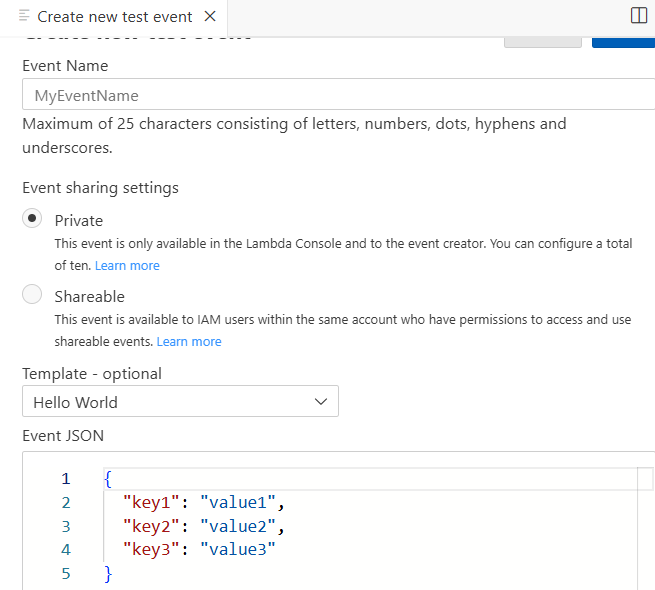 Create new test event
Create new test event
Event Name
MyEventName
Maximum of 25 characters consisting of letters, numbers, dots, hyphens and
underscores.
Event sharing settings
Private
This event is only available in the Lambda Console and to the event creator. You can configure a total
of ten. Learn more
Shareable
This event is available to IAM users within the same account who have permissions to access and use
shareable events. Learn more
Template - optional
Hello World
Event JSON
1 {
2 "key1": "value1",
3 "key2": "value2",
4 "key3": "value3"
5 }